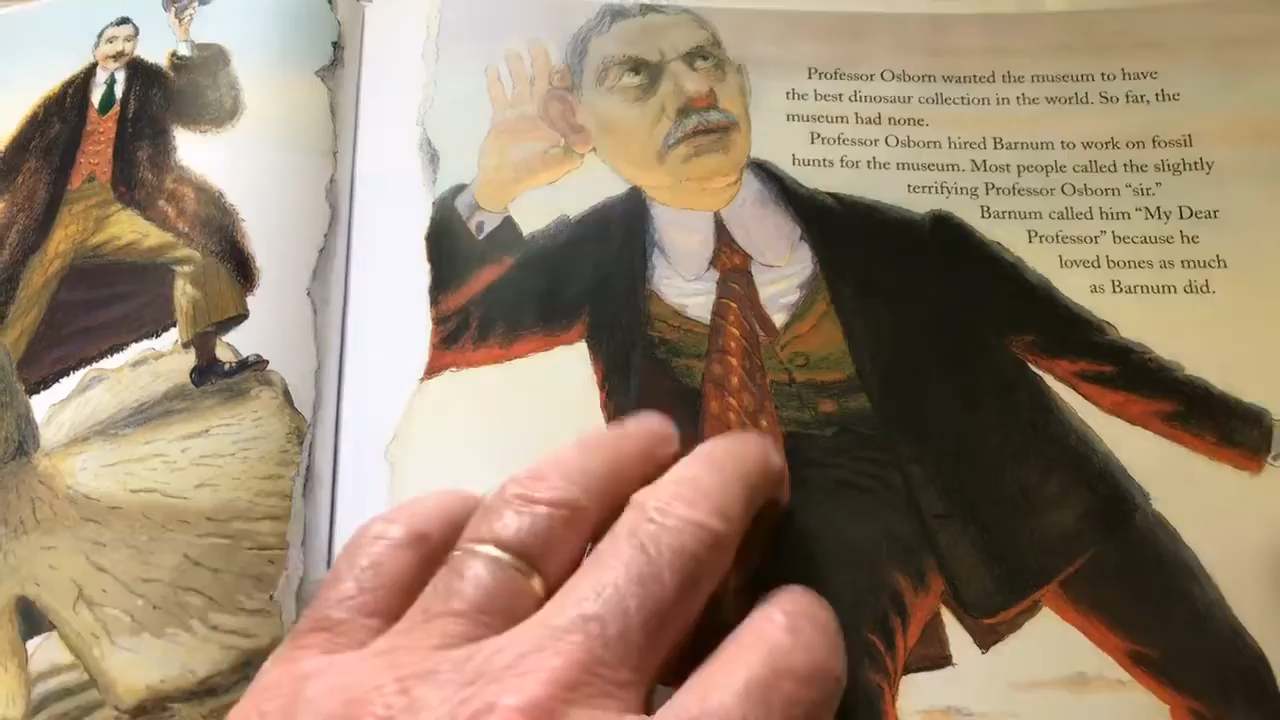 Professor Osborn wanted the museum to have
the best dinosaur collection in the world. So far, the
museum had none.
Professor Osborn hired Barnum to work on fossil
hunts for the museum. Most people called the slightly
terrifying Professor Osborn “sir.”
Barnum called him “My Dear
Professor” because he
loved bones as much
as Barnum did.